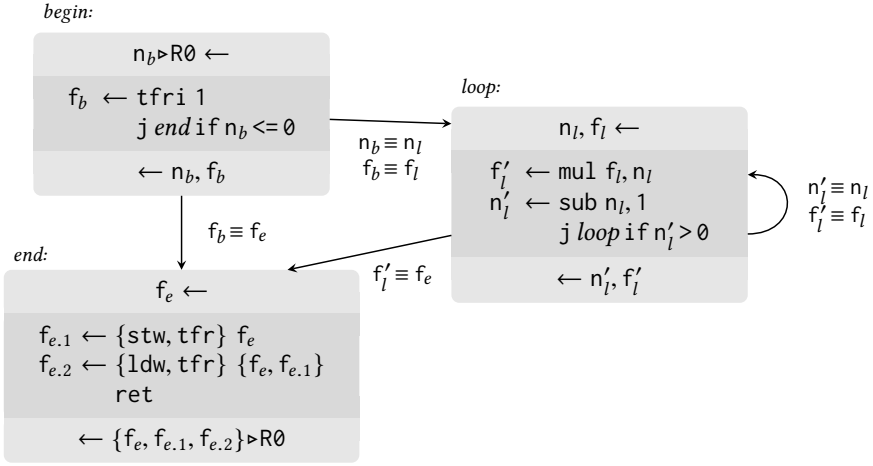 begin:
n_b▹R0 ←
f_b ← tfri 1
j end if n_b <= 0
← n_b, f_b
n_b ≡ n_l
f_b ≡ f_l
loop:
n_l, f_l ←
f′_l ← mul f_l, n_l
n′_l ← sub n_l, 1
j loop if n′_l > 0
← n′_l, f′_l
n′_l ≡ n_l
f′_l ≡ f_l
f_b ≡ f_e
f′_l ≡ f_e
end:
f_e ←
f_e.1 ← {stw, tfr} f_e
f_e.2 ← {ldw, tfr} {f_e, f_e.1}
ret
← {f_e, f_e.1, f_e.2}▹R0